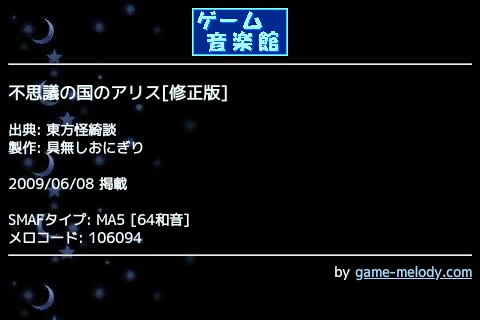 ゲーム
音楽館
不思議の国のアリス[修正版]
出典: 東方怪綺談
製作: 具無しおにぎり
2009/06/08 掲載
SMAFタイプ: MA5 [64和音]
メロコード: 106094
by game-melody.com